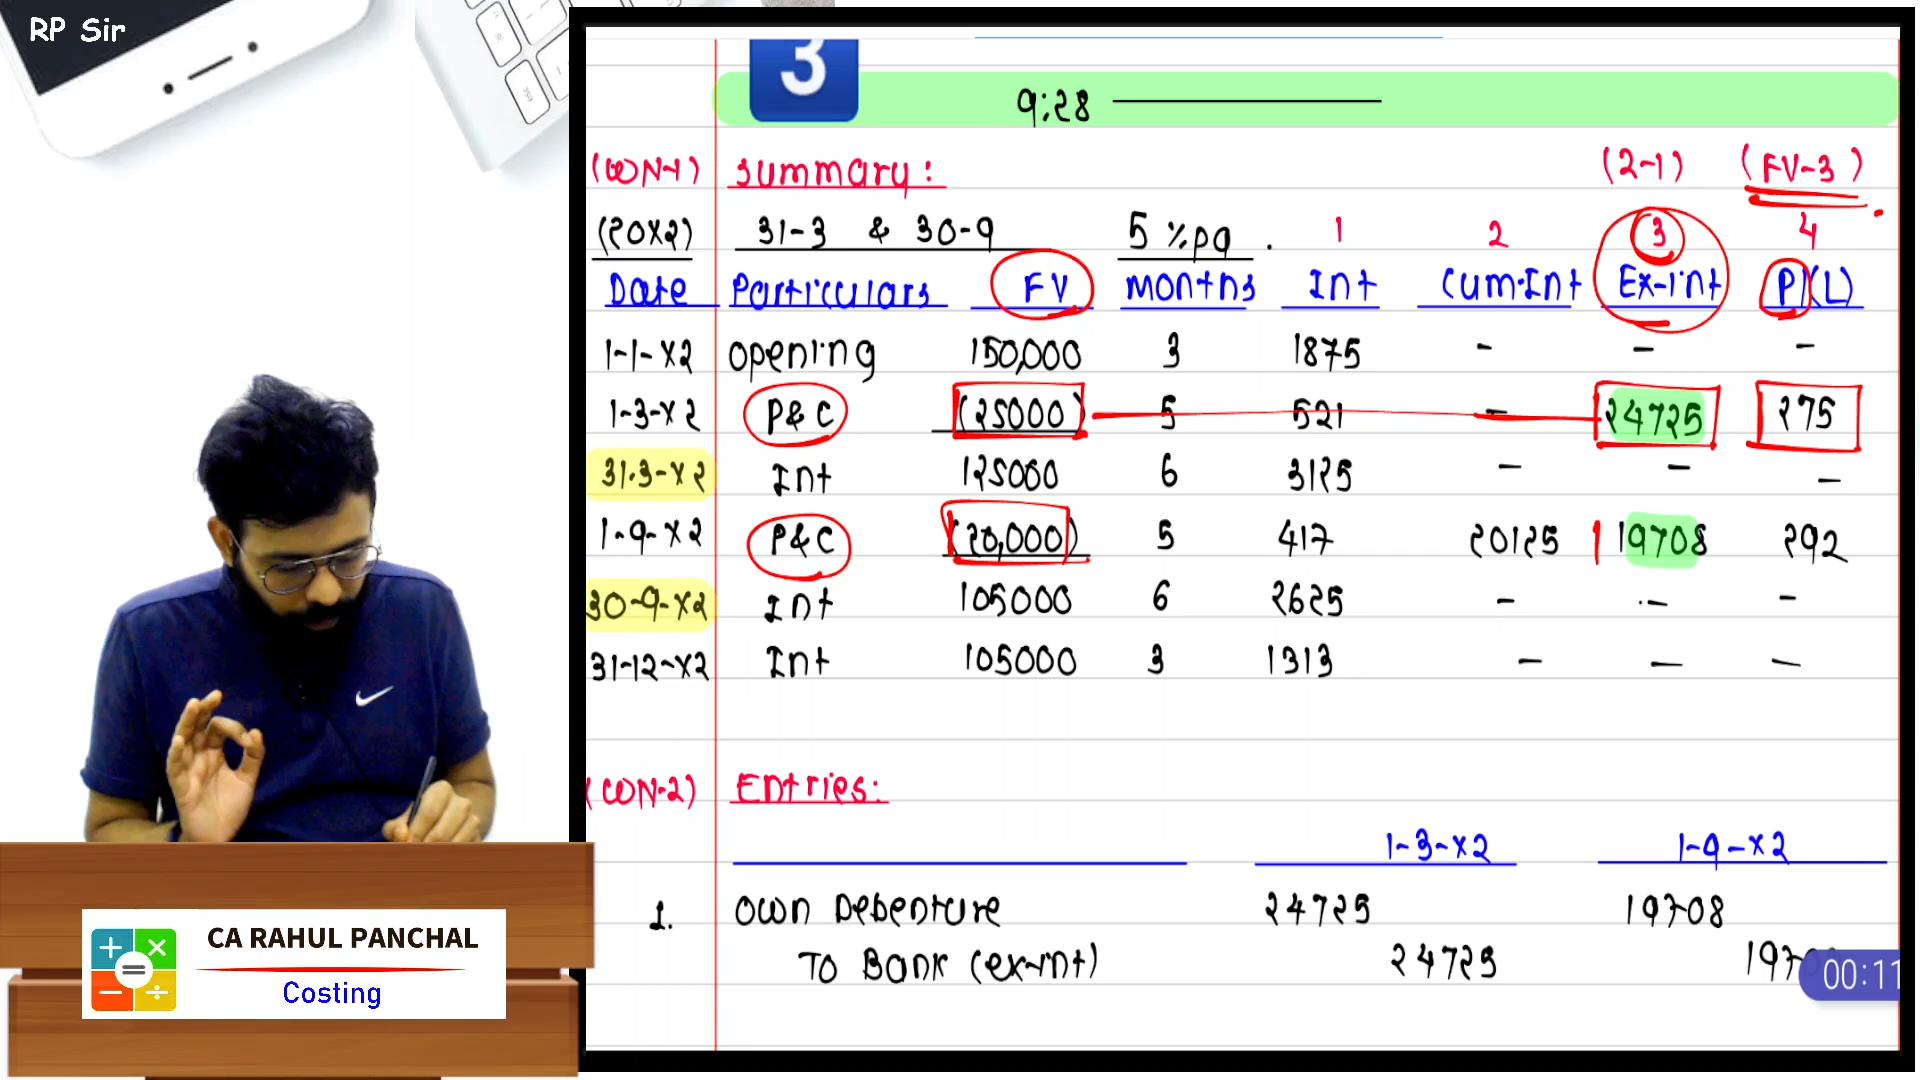 RP Sir
3
9:28
(CON-1) Summary: (2-1) (FV-3)
(20X2) 31-3 & 30-9 5 %pa. 1 2 3 4
Date Particulars FV months Int Cum.Int Ex-int P/(L)
1-1-X2 opening 150,000 3 1875 - - -
1-3-X2 P&C (25000) 5 521 - 24725 275
31.3-X2 Int 125000 6 3125 - - -
1-9-X2 P&C (20,000) 5 417 20125 19708 292
30-9-X2 Int 105000 6 2625 - - -
31-12-X2 Int 105000 3 1313 - - -
(CON-2) Entries:
1-3-X2 1-9-X2
1. Own Debenture 24725 19708
To Bank (ex-int) 24725
00:11
CA RAHUL PANCHAL
Costing